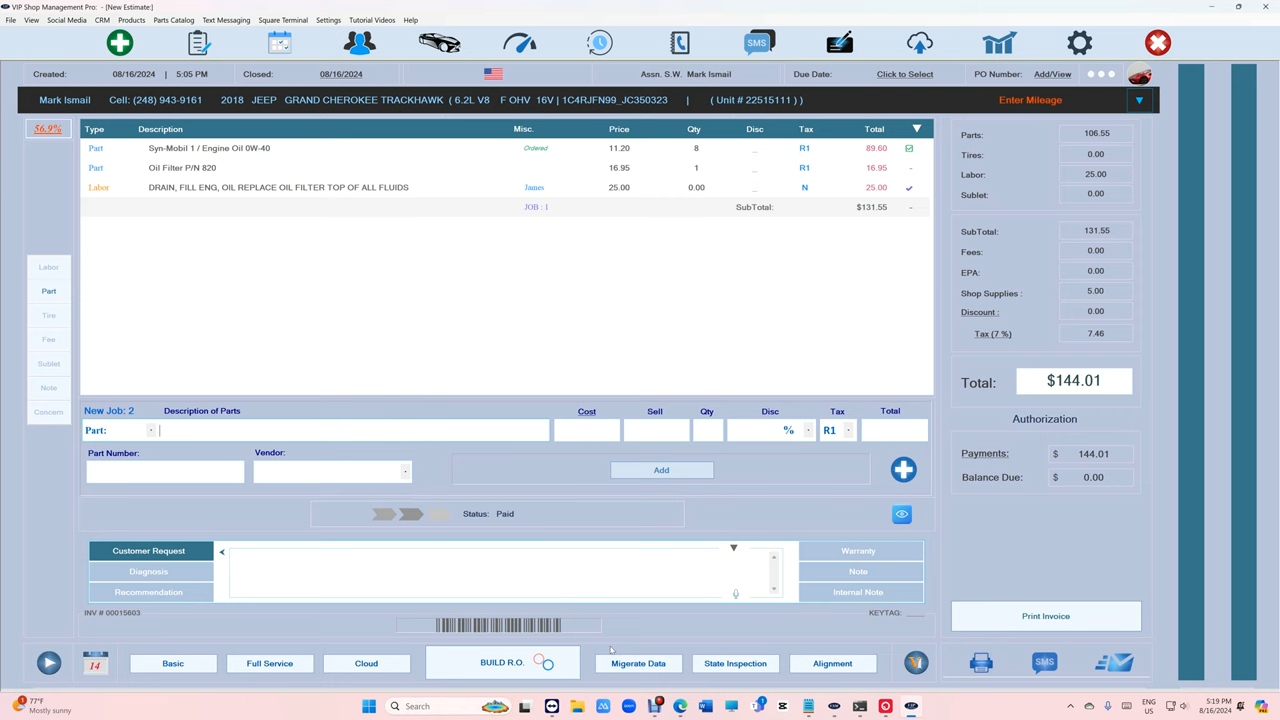 VIP Shop Management Pro: - [New Estimate:]
File View Social Media CRM Products Parts Catalog Text Messaging Square Terminal Settings Tutorial Videos Help
SMS
Created: 08/16/2024 | 5:05 PM Closed: 08/16/2024 Assn. S.W. Mark Ismail Due Date: Click to Select PO Number: Add/View
Mark Ismail Cell: (248) 943-9161 2018 JEEP GRAND CHEROKEE TRACKHAWK ( 6.2L V8 F OHV 16V | 1C4RJFN99_JC350323 | ( Unit # 22515111 ) ) Enter Mileage
56.9%
Type Description Misc. Price Qty Disc Tax Total
Part Syn-Mobil 1 / Engine Oil 0W-40 Ordered 11.20 8 _ R1 89.60
Part Oil Filter P/N 820 16.95 1 _ R1 16.95 -
Labor DRAIN, FILL ENG, OIL REPLACE OIL FILTER TOP OF ALL FLUIDS James 25.00 0.00 _ N 25.00
JOB : 1 SubTotal: $131.55 -
Labor
Part
Tire
Fee
Sublet
Note
Concern
Parts: 106.55
Tires: 0.00
Labor: 25.00
Sublet: 0.00
SubTotal: 131.55
Fees: 0.00
EPA: 0.00
Shop Supplies : 5.00
Discount : 0.00
Tax (7 %) 7.46
Total: $144.01
Authorization
Payments: $ 144.01
Balance Due: $ 0.00
New Job: 2 Description of Parts Cost Sell Qty Disc Tax Total
Part: % R1
Part Number: Vendor:
Add
Status: Paid
Customer Request
Diagnosis
Recommendation
Warranty
Note
Internal Note
INV # 00015603 KEYTAG: ____
Print Invoice
14 Basic Full Service Cloud BUILD R.O. Migerate Data State Inspection Alignment SMS
77°F
Mostly sunny
Search
ENG
US
5:19 PM
8/16/2024